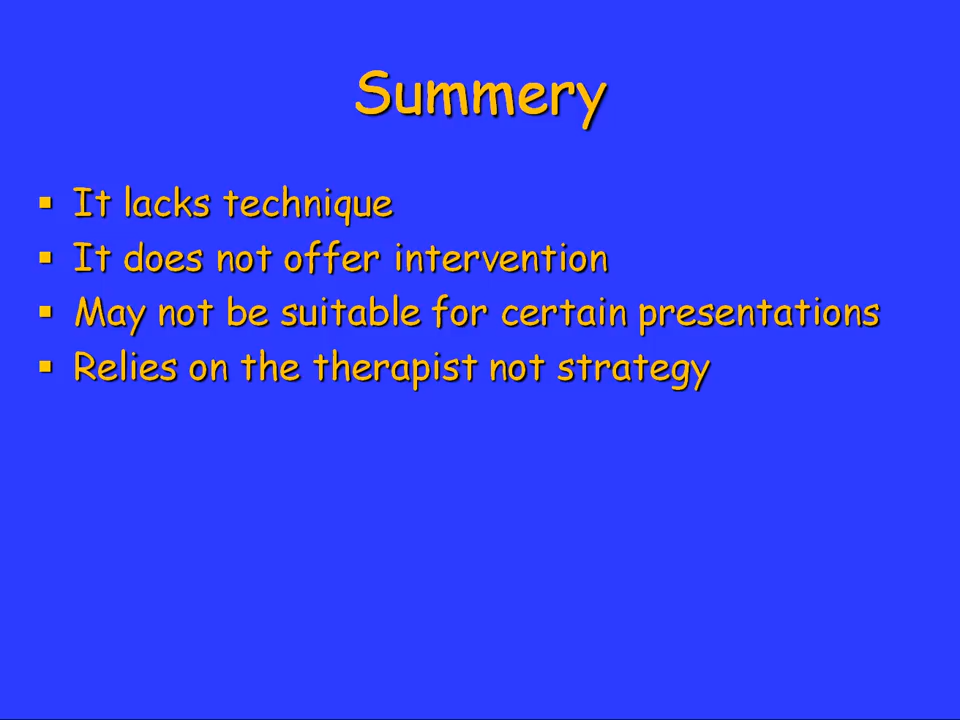 Summery
▪ It lacks technique
▪ It does not offer intervention
▪ May not be suitable for certain presentations
▪ Relies on the therapist not strategy